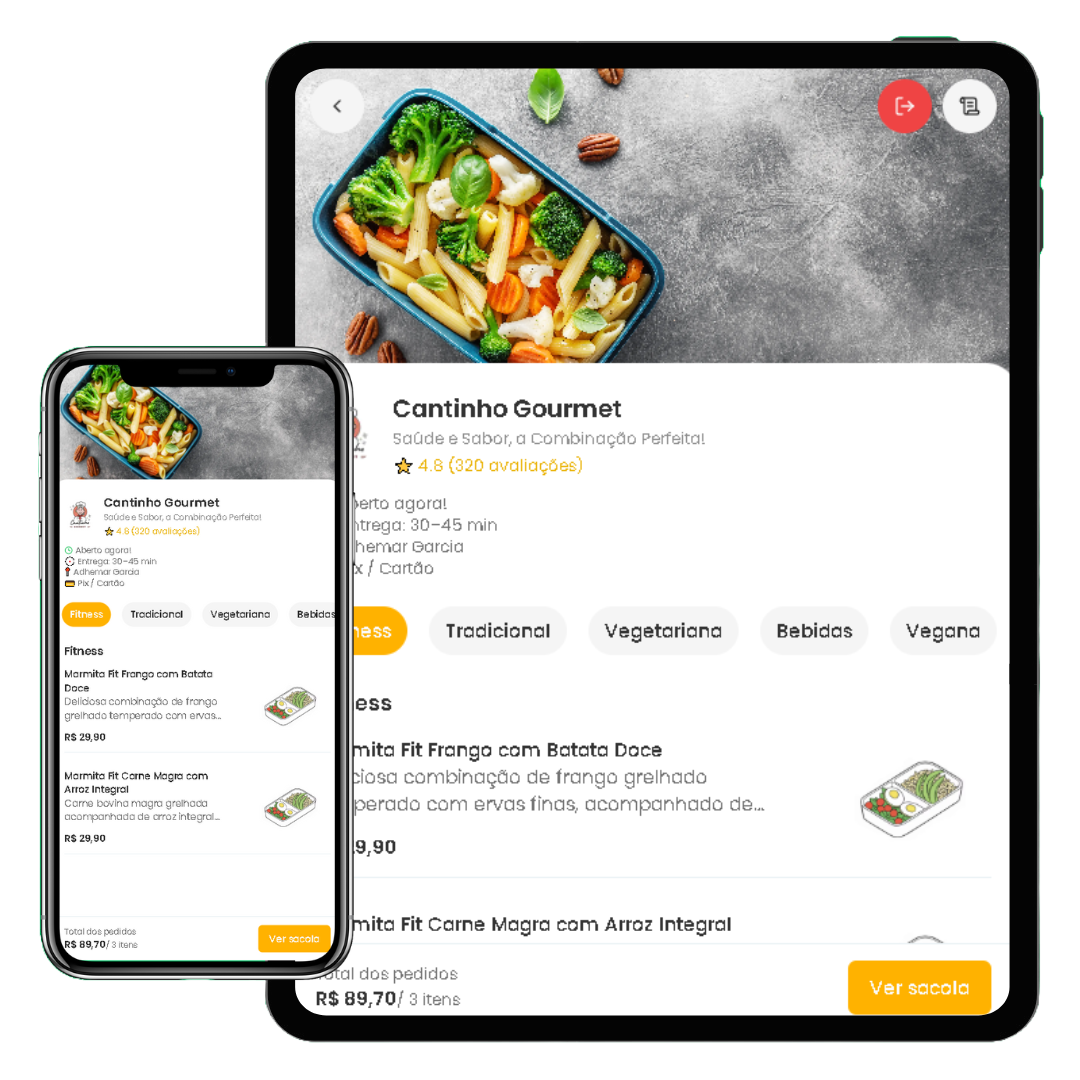 Cantinho Gourmet
Saúde e Sabor, a Combinação Perfeita!
4.8 (320 avaliações)
Aberto agora!
Entrega: 30-45 min
Adhemar Garcia
Pix / Cartão
Fitness Tradicional Vegetariana Bebidas
Fitness
Marmita Fit Frango com Batata
Doce
Deliciosa combinação de frango
grelhado temperado com ervas...
R$ 29,90
Marmita Fit Carne Magra com
Arroz Integral
Carne bovina magra grelhada
acompanhada de arroz integral...
R$ 29,90
Total dos pedidos
R$ 89,70/ 3 itens
Ver sacola
Cantinho Gourmet
Saúde e Sabor, a Combinação Perfeita!
4.8 (320 avaliações)
berto agora!
ntrega: 30-45 min
hemar Garcia
x / Cartão
ness Tradicional Vegetariana Bebidas Vegana
ess
mita Fit Frango com Batata Doce
ciosa combinação de frango grelhado
perado com ervas finas, acompanhado de...
9,90
mita Fit Carne Magra com Arroz Integral
Total dos pedidos
R$ 89,70/ 3 itens
Ver sacola